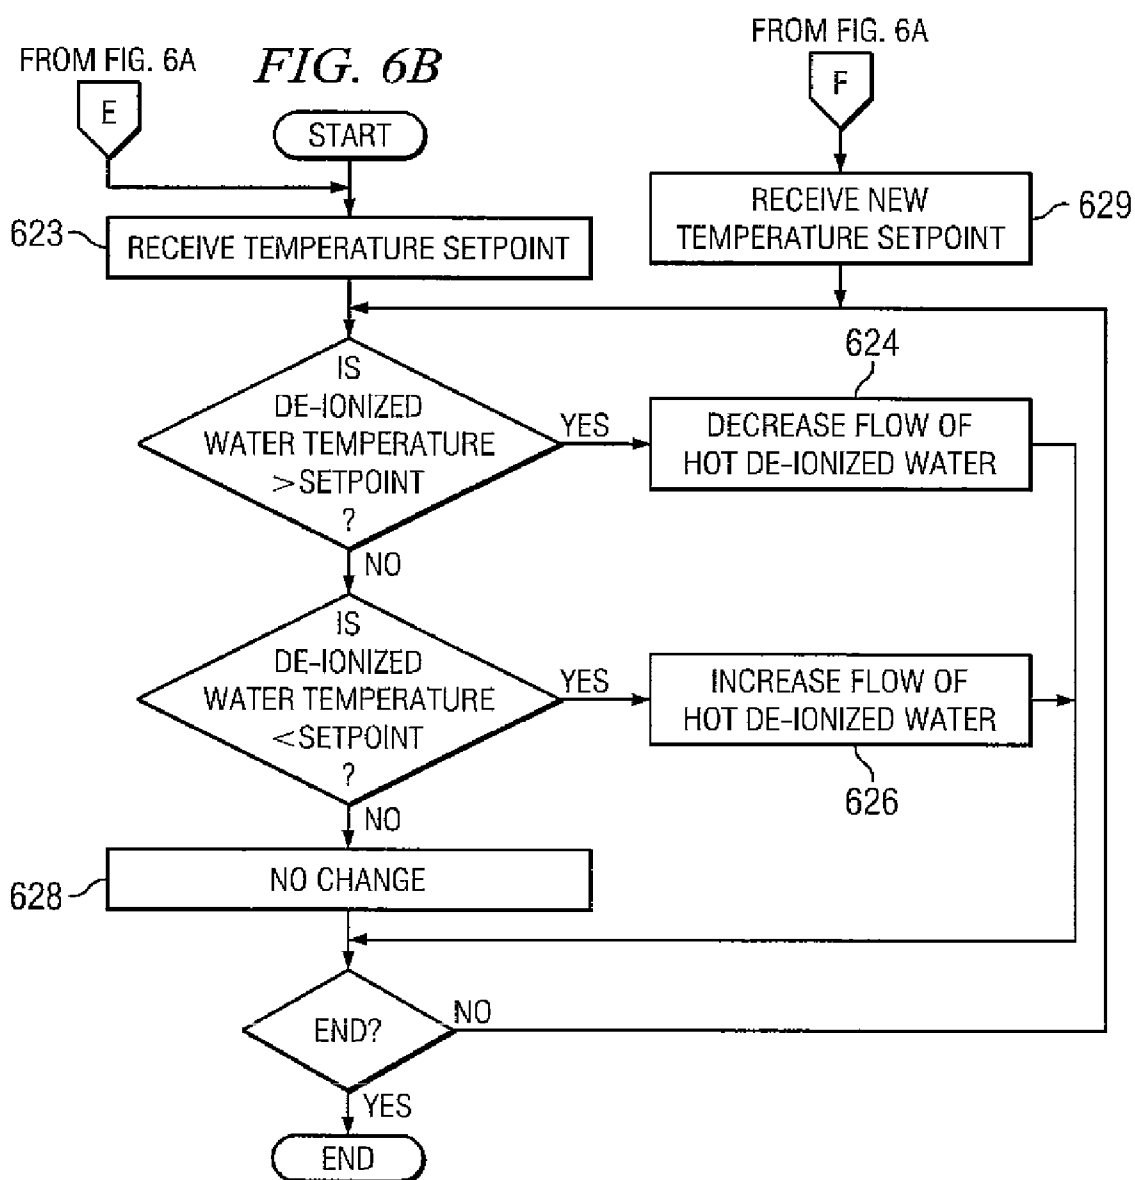 FROM FIG. 6A
FIG. 6B
FROM FIG. 6A
E
START
F
623
RECEIVE TEMPERATURE SETPOINT
RECEIVE NEW
TEMPERATURE SETPOINT
629
IS
DE-IONIZED
WATER TEMPERATURE
>SETPOINT
?
YES
624
DECREASE FLOW OF
HOT DE-IONIZED WATER
NO
IS
DE-IONIZED
WATER TEMPERATURE
<SETPOINT
?
YES
INCREASE FLOW OF
HOT DE-IONIZED WATER
626
NO
628
NO CHANGE
END?
NO
YES
END